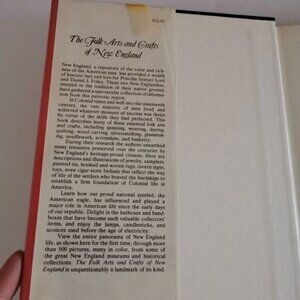 $12.95
The Folk Arts and Crafts
of New England
New England, a repository of the color and rich-
ness of the American past, has provided a wealth
of historic fact and lore for Priscilla Sawyer Lord
and Daniel J. Foley. These two New Englanders,
steeped in the tradition of their native ground,
have gathered a spectacular collection of informa-
tion from this patriotic region.
In Colonial times and well into the nineteenth
century, the vast majority of men lived and
achieved whatever measure of success was theirs
by virtue of the skills they had perfected. This
book describes many of these essential folk arts
and crafts, including spinning, weaving, dyeing,
quilting, wood carving, silversmithing, glassmak-
ing, needlework, scrimshaw, and basketry.
During their research the authors unearthed
many treasures preserved over the centuries by
New England's heritage-proud citizens. Here are
descriptions and illustrations of jewelry, samplers,
painted tin, hooked and woven rugs, tavern signs,
toys, even cigar store Indians that reflect the way
of life of the settlers who braved the hardships to
establish a firm foundation of Colonial life in
America.
Learn how our proud national symbol, the
American eagle, has influenced and played a
major role in American life since the early days
of our republic. Delight in the hatboxes and band-
boxes that have become such valuable collectors'
items, and enjoy the lamps, candlesticks, and
sconces used before the age of electricity.
View the entire panorama of New England
life, as shown here for the first time, through more
than 500 pictures, many in color, from some of
the great New England museums and historical
collections. The Folk Arts and Crafts of New
England is unquestionably a landmark of its kind.